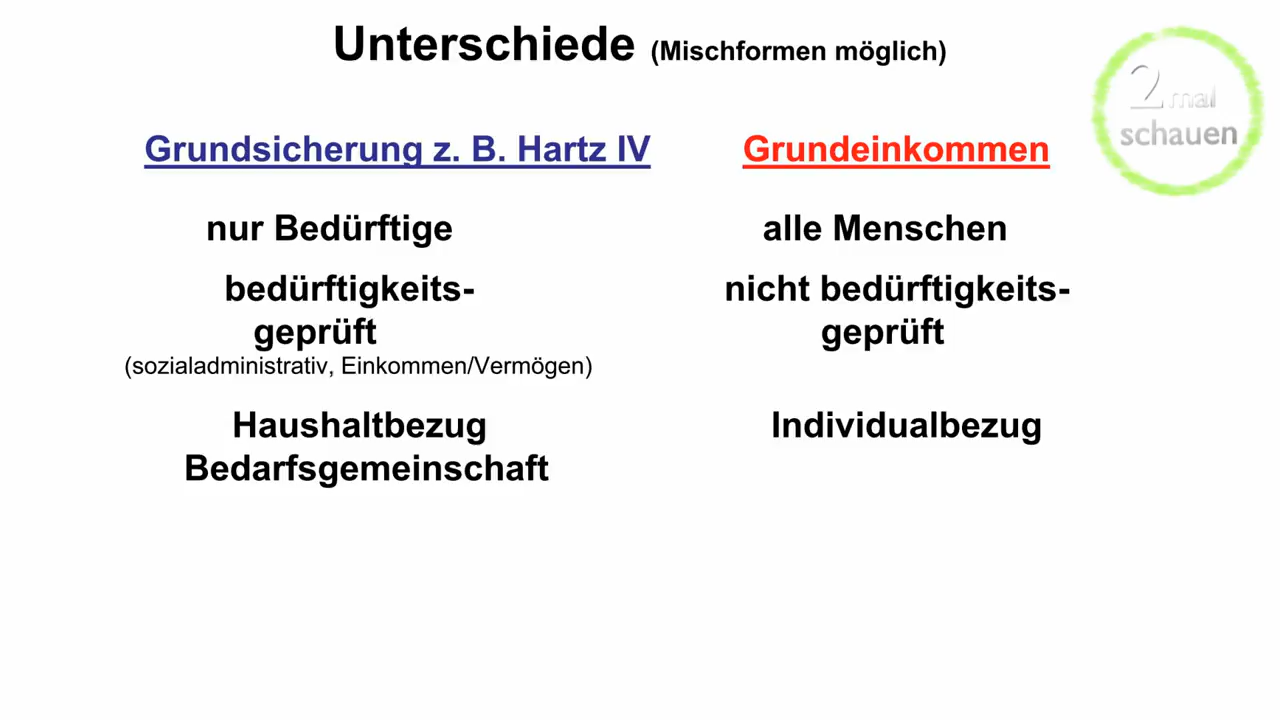 Unterschiede (Mischformen möglich)
2 mal
schauen
Grundsicherung z. B. Hartz IV
Grundeinkommen
nur Bedürftige
alle Menschen
bedürftigkeits-
geprüft
(sozialadministrativ, Einkommen/Vermögen)
nicht bedürftigkeits-
geprüft
Haushaltbezug
Bedarfsgemeinschaft
Individualbezug